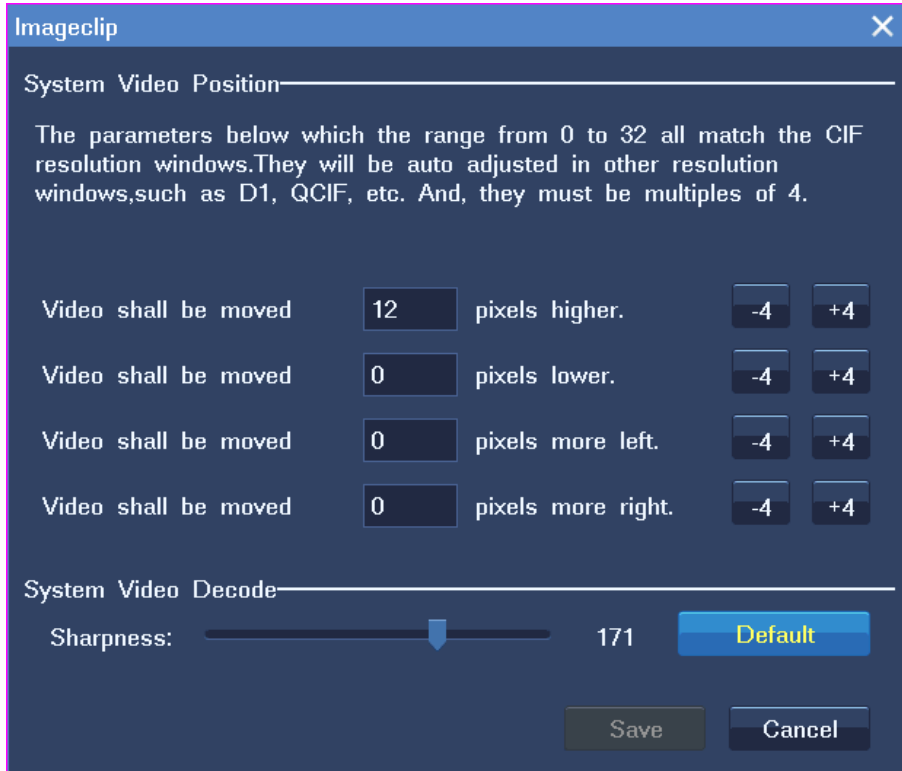 Imageclip
System Video Position
The parameters below which the range from 0 to 32 all match the CIF
resolution windows.They will be auto adjusted in other resolution
windows,such as D1, QCIF, etc. And, they must be multiples of 4.
Video shall be moved 12 pixels higher. -4 +4
Video shall be moved 0 pixels lower. -4 +4
Video shall be moved 0 pixels more left. -4 +4
Video shall be moved 0 pixels more right. -4 +4
System Video Decode
Sharpness: 171 Default
Save Cancel